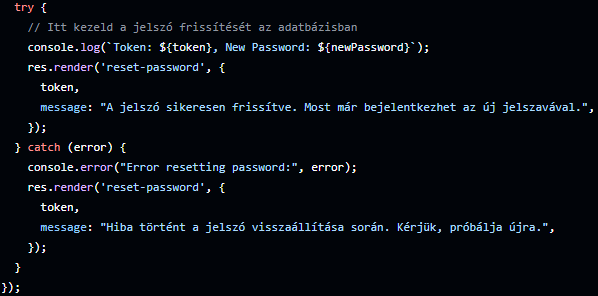 try {
// Itt kezeld a jelszó frissítését az adatbázisban
console.log(`Token: ${token}, New Password: ${newPassword}`);
res.render('reset-password', {
token,
message: "A jelszó sikeresen frissítve. Most már bejelentkezhet az új jelszavával.",
});
} catch (error) {
console.error("Error resetting password:", error);
res.render('reset-password', {
token,
message: "Hiba történt a jelszó visszaállítása során. Kérjük, próbálja újra.",
});
}
});